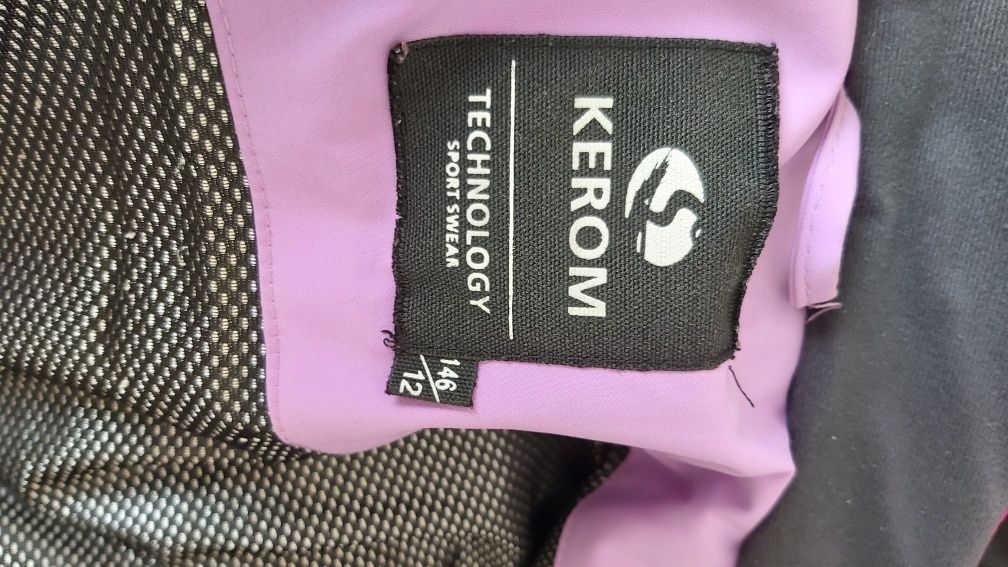 KEROM
TECHNOLOGY
SPORT SWEAR
146/12